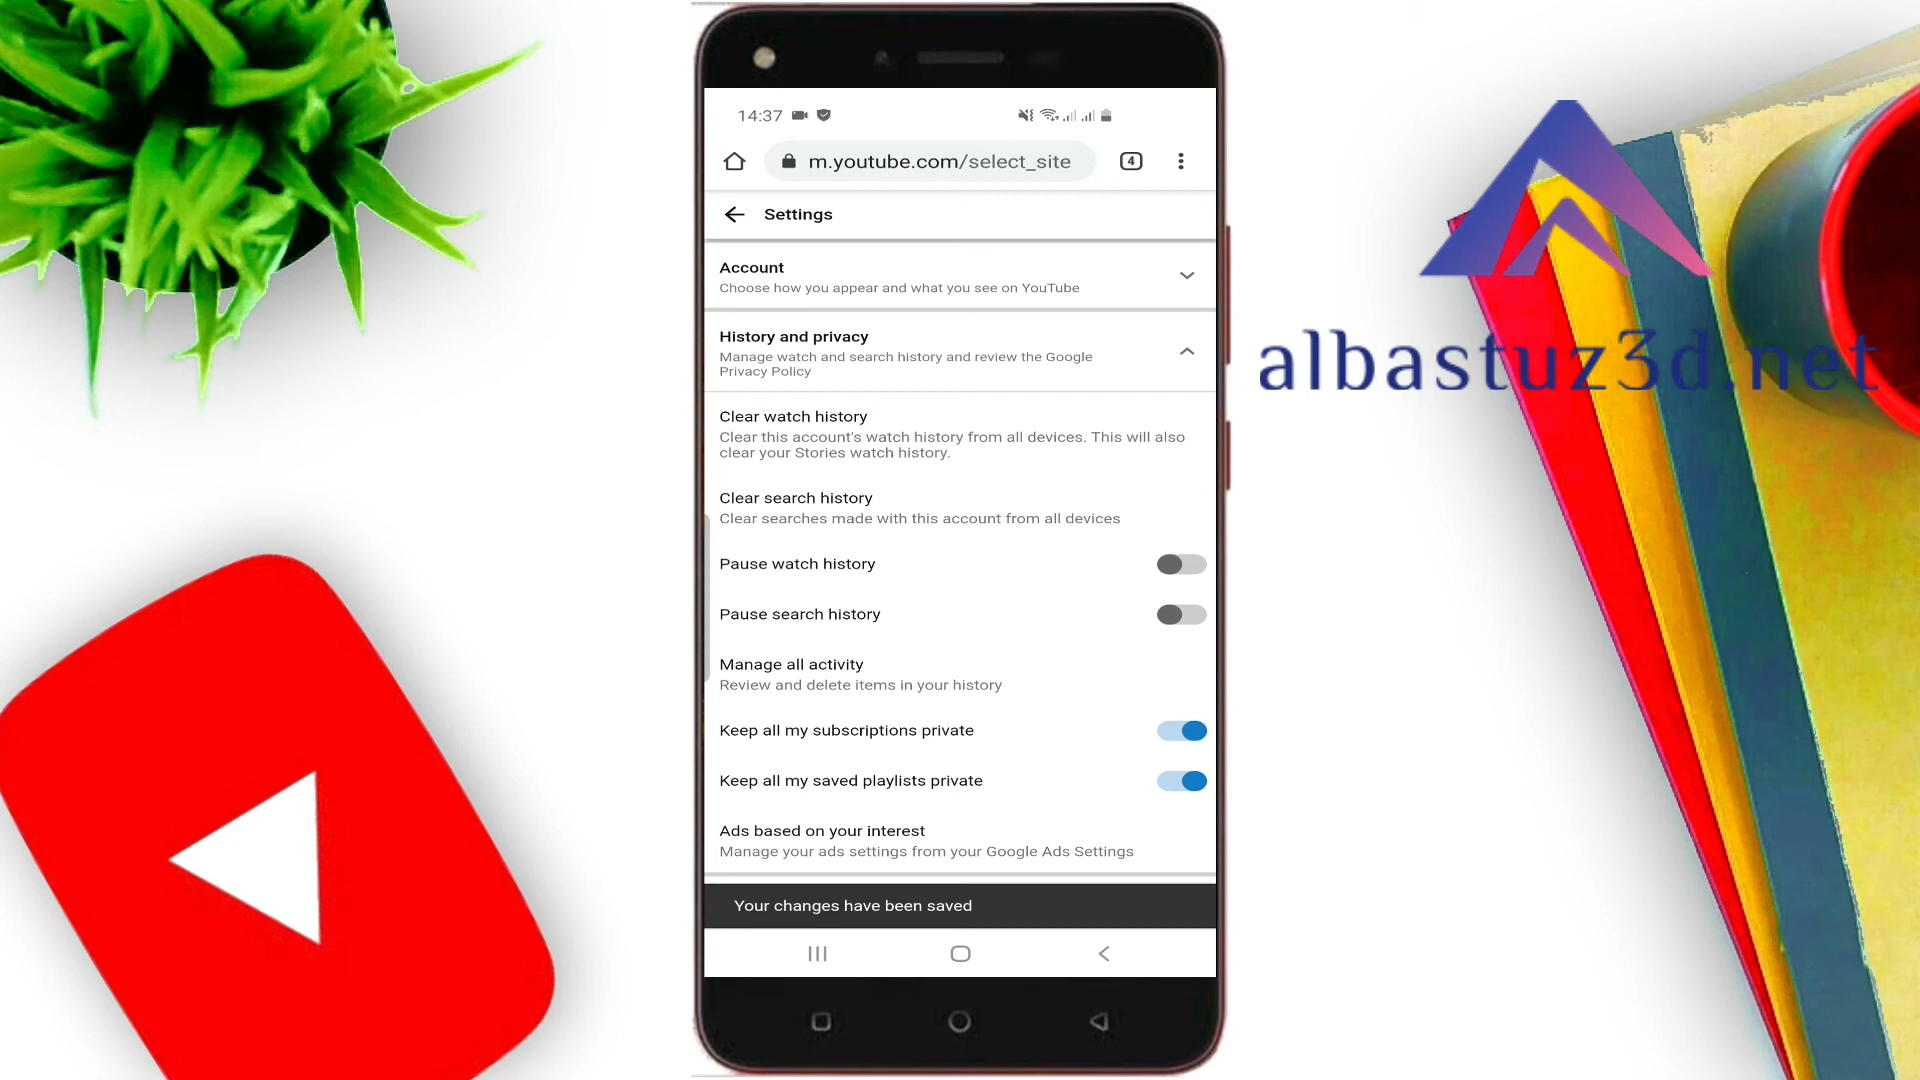 14:37
m.youtube.com/select_site
4
Settings
Account
Choose how you appear and what you see on YouTube
History and privacy
Manage watch and search history and review the Google
Privacy Policy
Clear watch history
Clear this account's watch history from all devices. This will also
clear your Stories watch history.
Clear search history
Clear searches made with this account from all devices
Pause watch history
Pause search history
Manage all activity
Review and delete items in your history
Keep all my subscriptions private
Keep all my saved playlists private
Ads based on your interest
Manage your ads settings from your Google Ads Settings
Your changes have been saved
albastuz3d.net